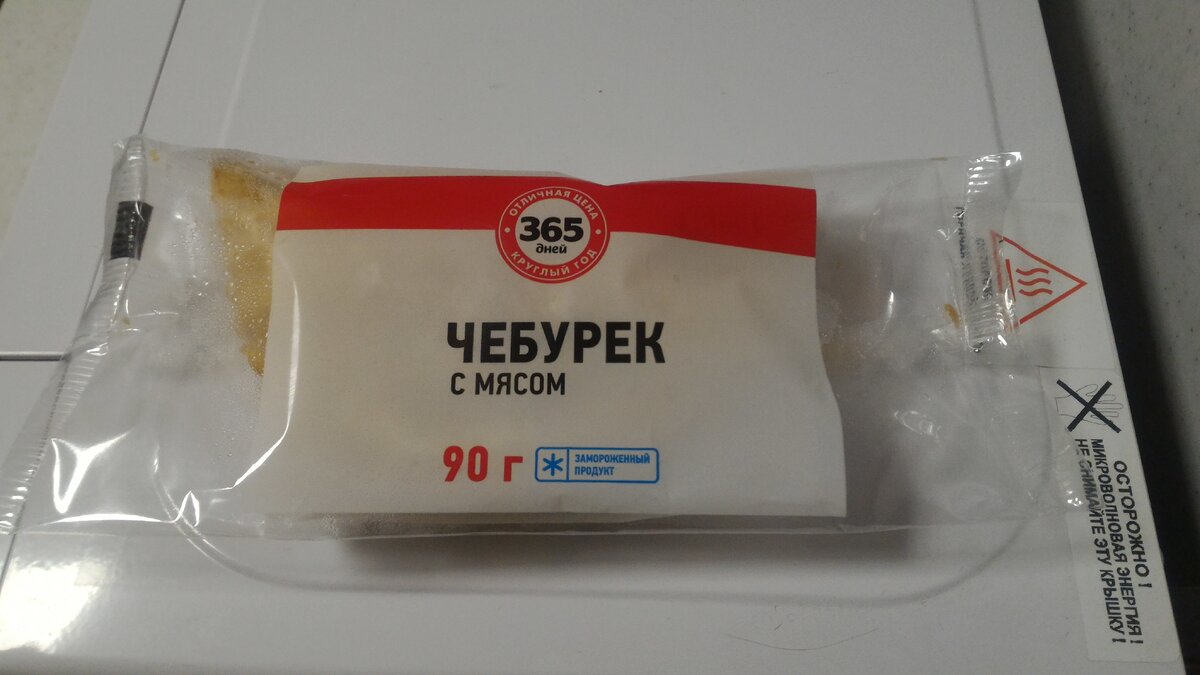 ОТЛИЧНАЯ ЦЕНА
365
дней
КРУГЛЫЙ ГОД
ЧЕБУРЕК
С МЯСОМ
90 г
ЗАМОРОЖЕННЫЙ
ПРОДУКТ
ОСТОРОЖНО !
МИКРОВОЛНОВАЯ ЭНЕРГИЯ !
НЕ СНИМАЙТЕ ЭТУ КРЫШКУ !